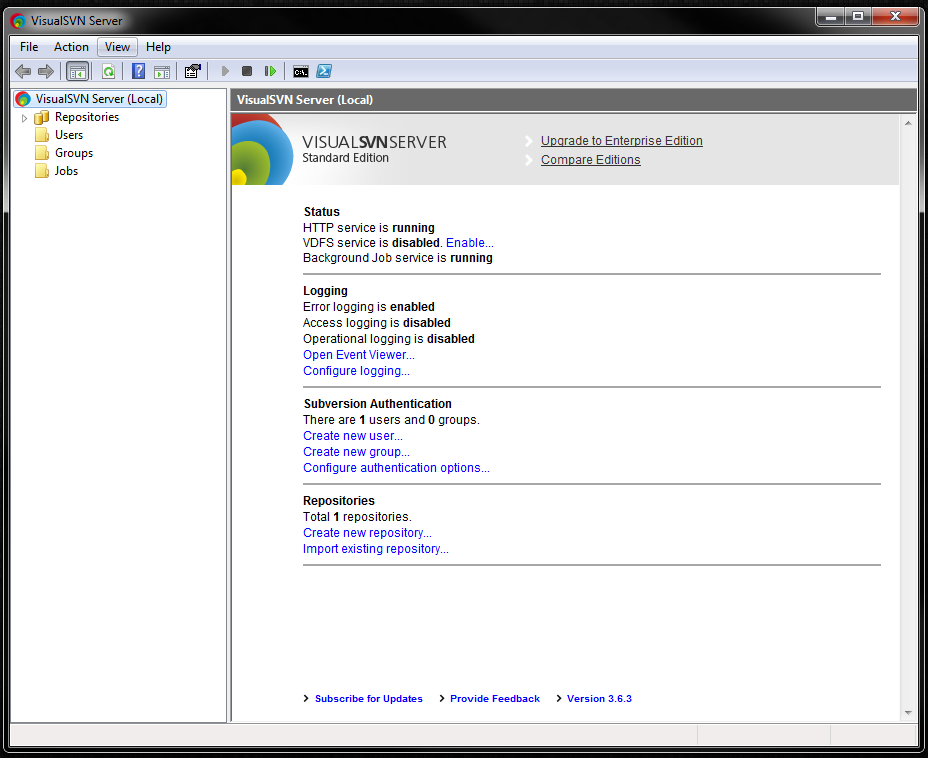 VisualSVN Server
File Action View Help
C:\.
VisualSVN Server (Local)
Repositories
Users
Groups
Jobs
VisualSVN Server (Local)
VISUALSVNSERVER
Standard Edition
Upgrade to Enterprise Edition
Compare Editions
Status
HTTP service is running
VDFS service is disabled. Enable...
Background Job service is running
Logging
Error logging is enabled
Access logging is disabled
Operational logging is disabled
Open Event Viewer...
Configure logging...
Subversion Authentication
There are 1 users and 0 groups.
Create new user...
Create new group...
Configure authentication options...
Repositories
Total 1 repositories.
Create new repository...
Import existing repository...
Subscribe for Updates Provide Feedback Version 3.6.3